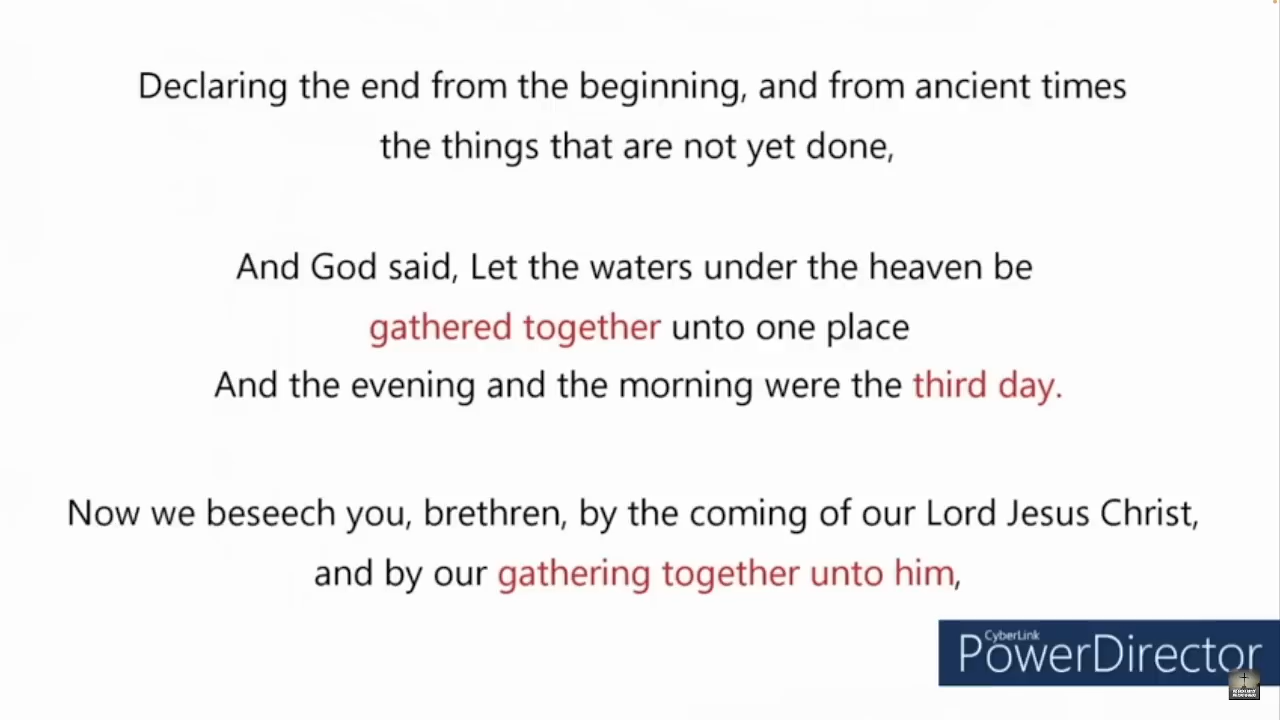 Declaring the end from the beginning, and from ancient times
the things that are not yet done,
And God said, Let the waters under the heaven be
gathered together unto one place
And the evening and the morning were the third day.
Now we beseech you, brethren, by the coming of our Lord Jesus Christ,
and by our gathering together unto him,
CyberLink
PowerDirector